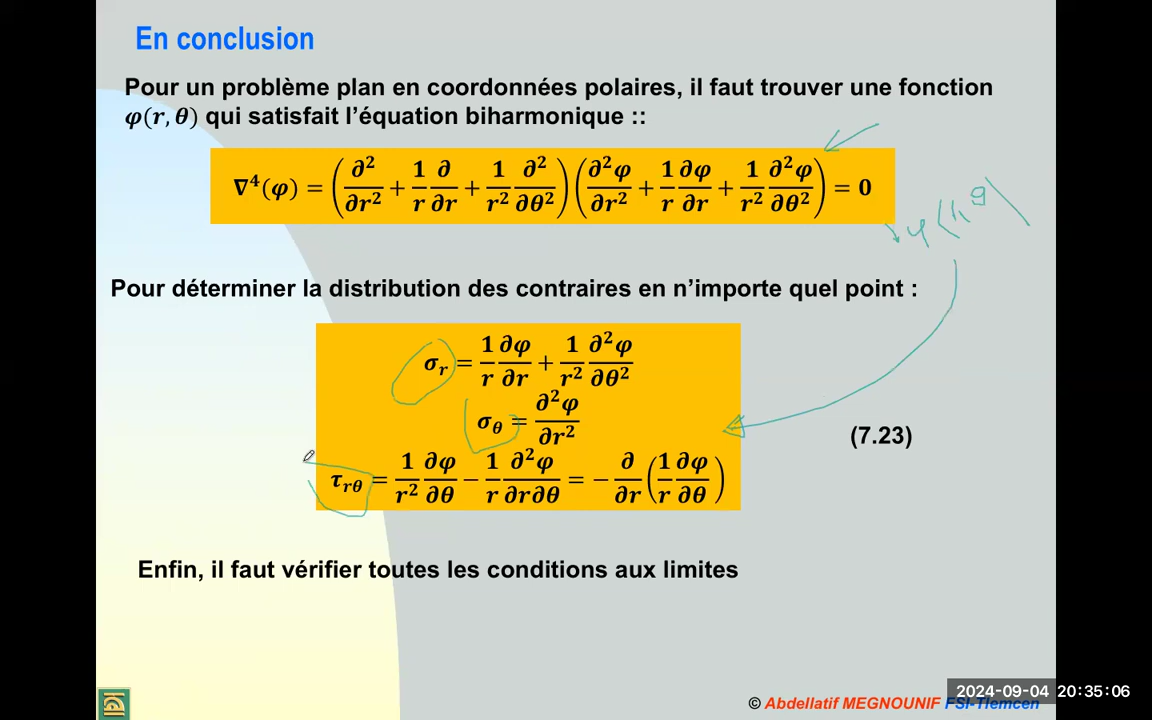 En conclusion
Pour un problème plan en coordonnées polaires, il faut trouver une fonction
φ(r, θ) qui satisfait l’équation biharmonique ::
∇⁴(φ) = (∂²/∂r² + 1/r ∂/∂r + 1/r² ∂²/∂θ²)(∂²φ/∂r² + 1/r ∂φ/∂r + 1/r² ∂²φ/∂θ²) = 0
φ(r, θ)
Pour déterminer la distribution des contraires en n’importe quel point :
σr = 1/r ∂φ/∂r + 1/r² ∂²φ/∂θ²
σθ = ∂²φ/∂r²
(7.23)
τrθ = 1/r² ∂φ/∂θ − 1/r ∂²φ/∂r∂θ = − ∂/∂r (1/r ∂φ/∂θ)
Enfin, il faut vérifier toutes les conditions aux limites
2024-09-04 20:35:06
© Abdellatif MEGNOUNIF FSI-Tlemcen